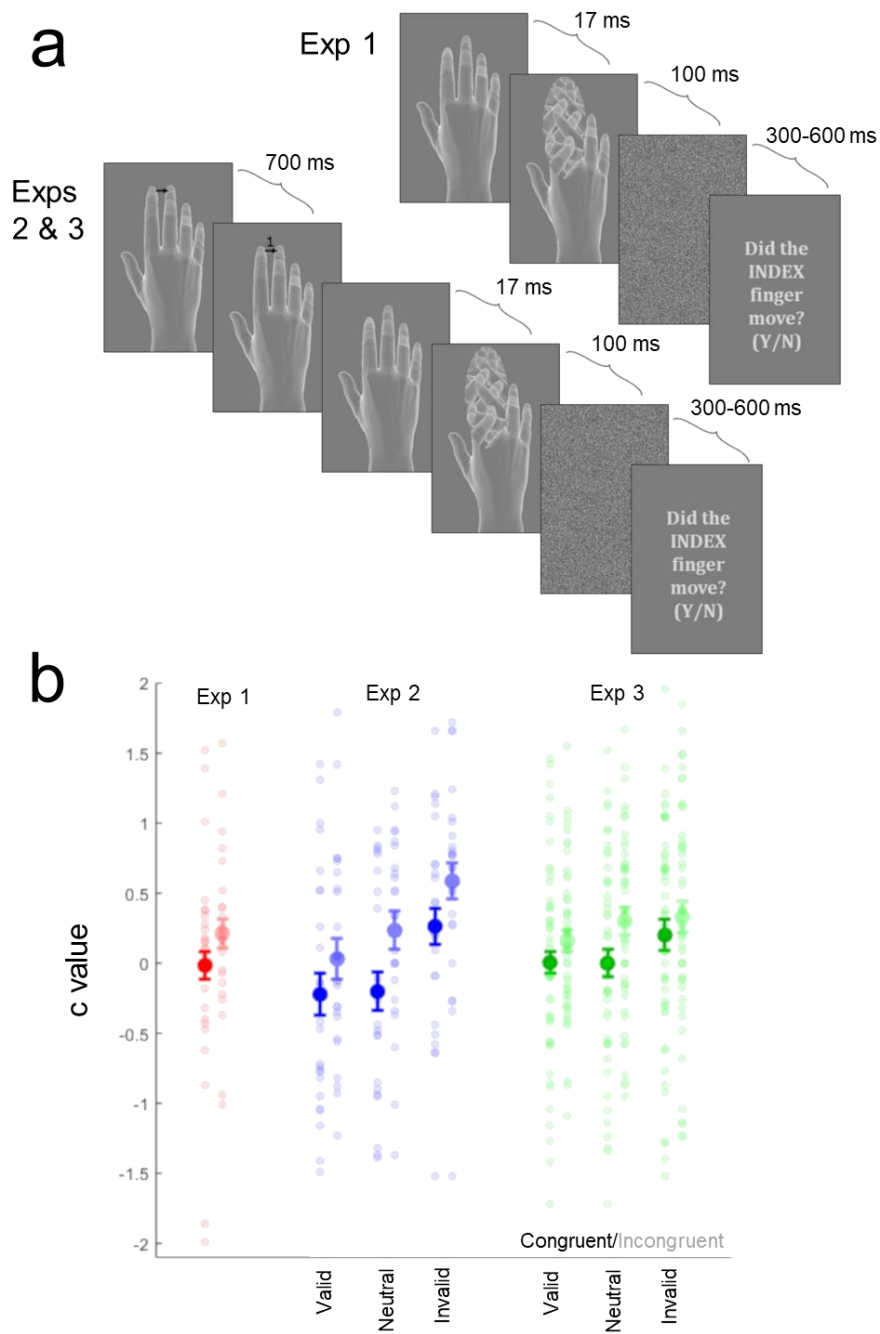 a
Exp 1
17 ms
100 ms
300-600 ms
Exps
2 & 3
700 ms
1
17 ms
100 ms
300-600 ms
Did the
INDEX
finger
move?
(Y/N)
Did the
INDEX
finger
move?
(Y/N)
b
Exp 1
Exp 2
Exp 3
c value
2
1.5
1
0.5
0
-0.5
-1
-1.5
-2
Congruent/Incongruent
Valid
Neutral
Invalid
Valid
Neutral
Invalid